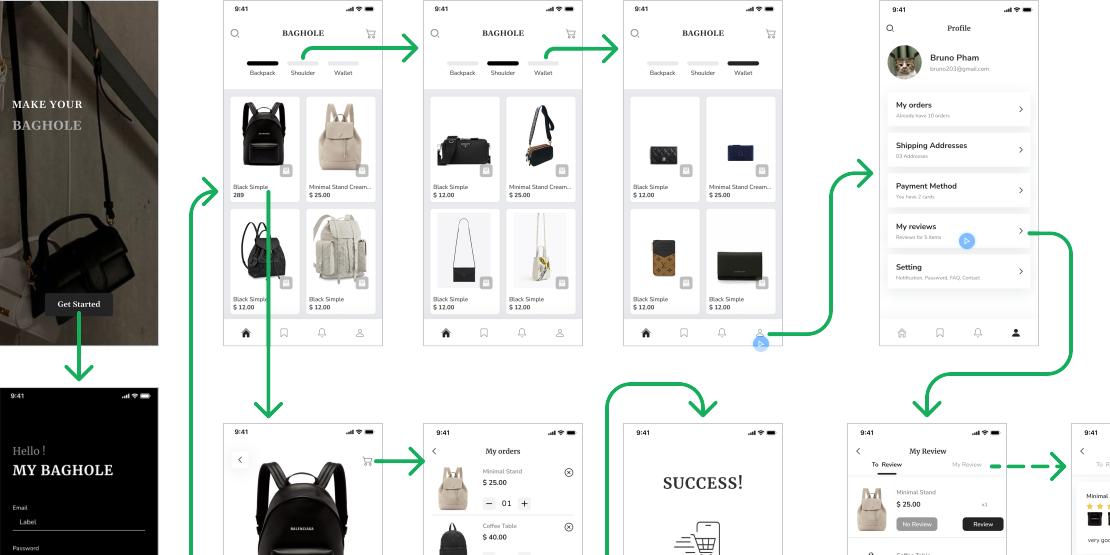 MAKE YOUR
BAGHOLE
Get Started
9:41
Hello !
MY BAGHOLE
Email
Label
Password
9:41
BAGHOLE
Backpack
Shoulder
Wallet
Black Simple
289
Minimal Stand Cream...
$ 25.00
Black Simple
$ 12.00
Black Simple
$ 12.00
9:41
BAGHOLE
Backpack
Shoulder
Wallet
Black Simple
$ 12.00
Minimal Stand Cream...
$ 25.00
Black Simple
$ 12.00
Black Simple
$ 12.00
9:41
BAGHOLE
Backpack
Shoulder
Wallet
Black Simple
$ 12.00
Minimal Stand Cream...
$ 25.00
Black Simple
$ 12.00
Black Simple
$ 12.00
9:41
Profile
Bruno Pham
bruno203@gmail.com
My orders
Already have 10 orders
Shipping Addresses
03 Addresses
Payment Method
You have 2 cards
My reviews
Reviews for 5 items
Setting
Notification, Password, FAQ, Contact
9:41
BALENCIAGA
9:41
My orders
Minimal Stand
$ 25.00
01
Coffee Table
$ 40.00
9:41
SUCCESS!
9:41
My Review
To Review
My Review
Minimal Stand
$ 25.00
x1
No Review
Review
9:41
To R
Minimal
very goo